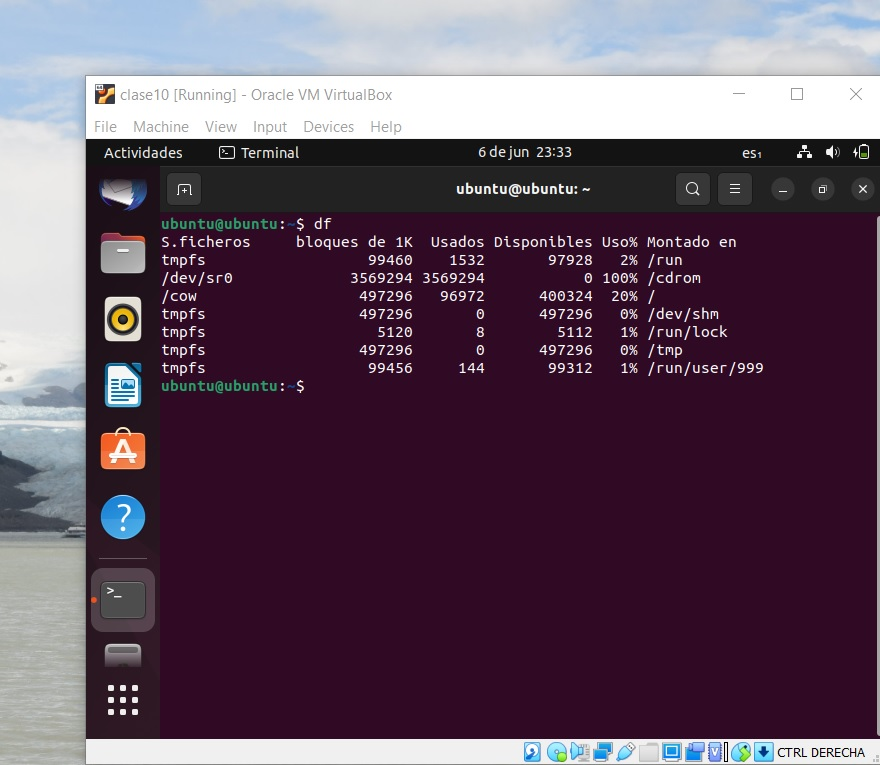 clase10 [Running] - Oracle VM VirtualBox
File Machine View Input Devices Help
Actividades Terminal 6 de jun 23:33 es₁
ubuntu@ubuntu: ~
ubuntu@ubuntu:~$ df
S.ficheros bloques de 1K Usados Disponibles Uso% Montado en
tmpfs 99460 1532 97928 2% /run
/dev/sr0 3569294 3569294 0 100% /cdrom
/cow 497296 96972 400324 20% /
tmpfs 497296 0 497296 0% /dev/shm
tmpfs 5120 8 5112 1% /run/lock
tmpfs 497296 0 497296 0% /tmp
tmpfs 99456 144 99312 1% /run/user/999
ubuntu@ubuntu:~$
CTRL DERECHA